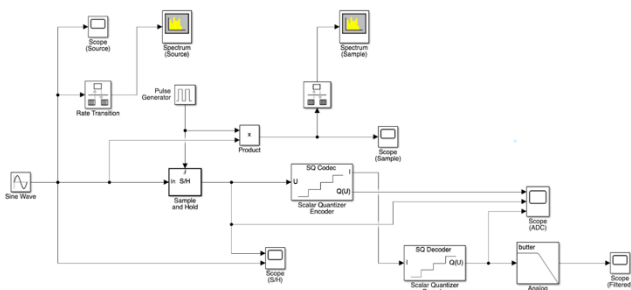 Scope
(Source)
Spectrum
(Source)
Spectrum
(Sample)
Rate Transition
Pulse
Generator
x
Product
Scope
(Sample)
Sine Wave
In S/H
Sample
and Hold
SQ Codec
U
I
Q(U)
Scalar Quantizer
Encoder
Scope
(ADC)
Scope
(S/H)
SQ Decoder
I
Q(U)
Scalar Quantizer
butter
Analog
Scope
(Filtered